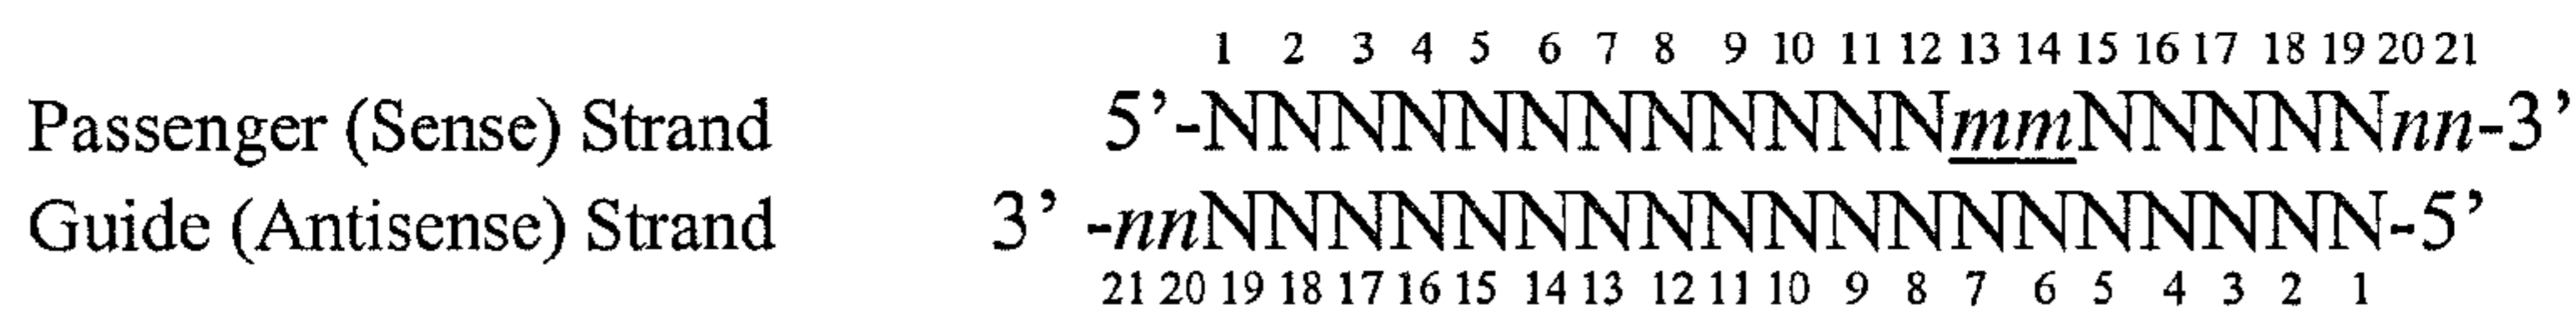 1 2 3 4 5 6 7 8 9 10 11 12 13 14 15 16 17 18 19 20 21
Passenger (Sense) Strand 5’-NNNNNNNNNNNNmmNNNNNnn-3’
Guide (Antisense) Strand 3’ -nnNNNNNNNNNNNNNNNNNNN-5’
21 20 19 18 17 16 15 14 13 12 11 10 9 8 7 6 5 4 3 2 1